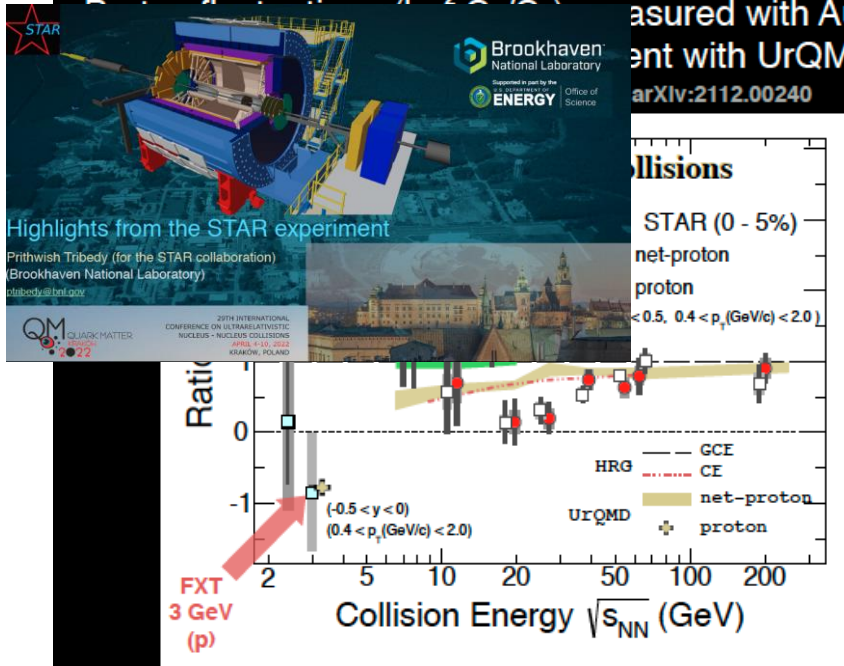 asured with Au
ent with UrQM
arXiv:2112.00240
STAR
Brookhaven
National Laboratory
Supported in part by the
U.S. DEPARTMENT OF
ENERGY
Office of
Science
Highlights from the STAR experiment
Prithwish Tribedy (for the STAR collaboration)
(Brookhaven National Laboratory)
ptribedy@bnl.gov
QM
QUARK MATTER
KRAKÓW
2022
29TH INTERNATIONAL
CONFERENCE ON ULTRARELATIVISTIC
NUCLEUS - NUCLEUS COLLISIONS
APRIL 4-10, 2022
KRAKÓW, POLAND
ollisions
STAR (0 - 5%)
net-proton
proton
< 0.5, 0.4 < p_T(GeV/c) < 2.0 )
Ratio
1
0
-1
HRG
GCE
CE
UrQMD
net-proton
proton
(-0.5 < y < 0)
(0.4 < p_T(GeV/c) < 2.0)
2 5 10 20 50 100 200
FXT
3 GeV
(p)
Collision Energy √s_NN (GeV)